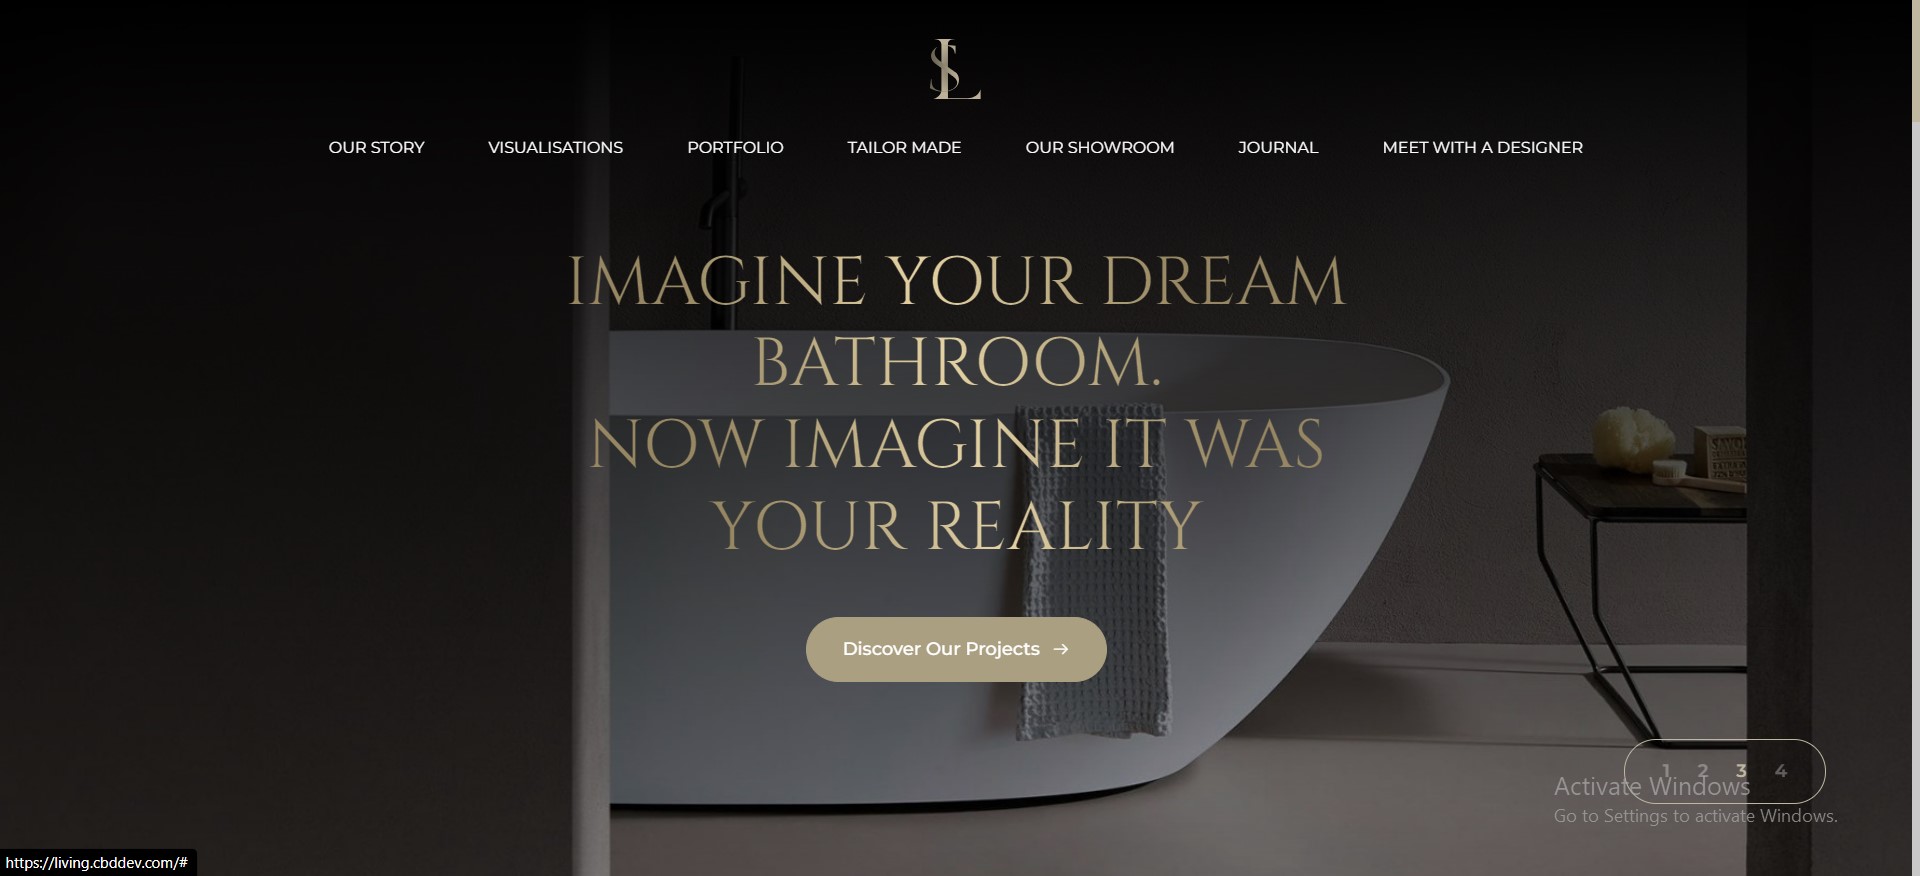 SL
OUR STORY VISUALISATIONS PORTFOLIO TAILOR MADE OUR SHOWROOM JOURNAL MEET WITH A DESIGNER
IMAGINE YOUR DREAM
BATHROOM.
NOW IMAGINE IT WAS
YOUR REALITY
Discover Our Projects →
1 2 3 4
Activate Windows
Go to Settings to activate Windows.
https://living.cbddev.com/#